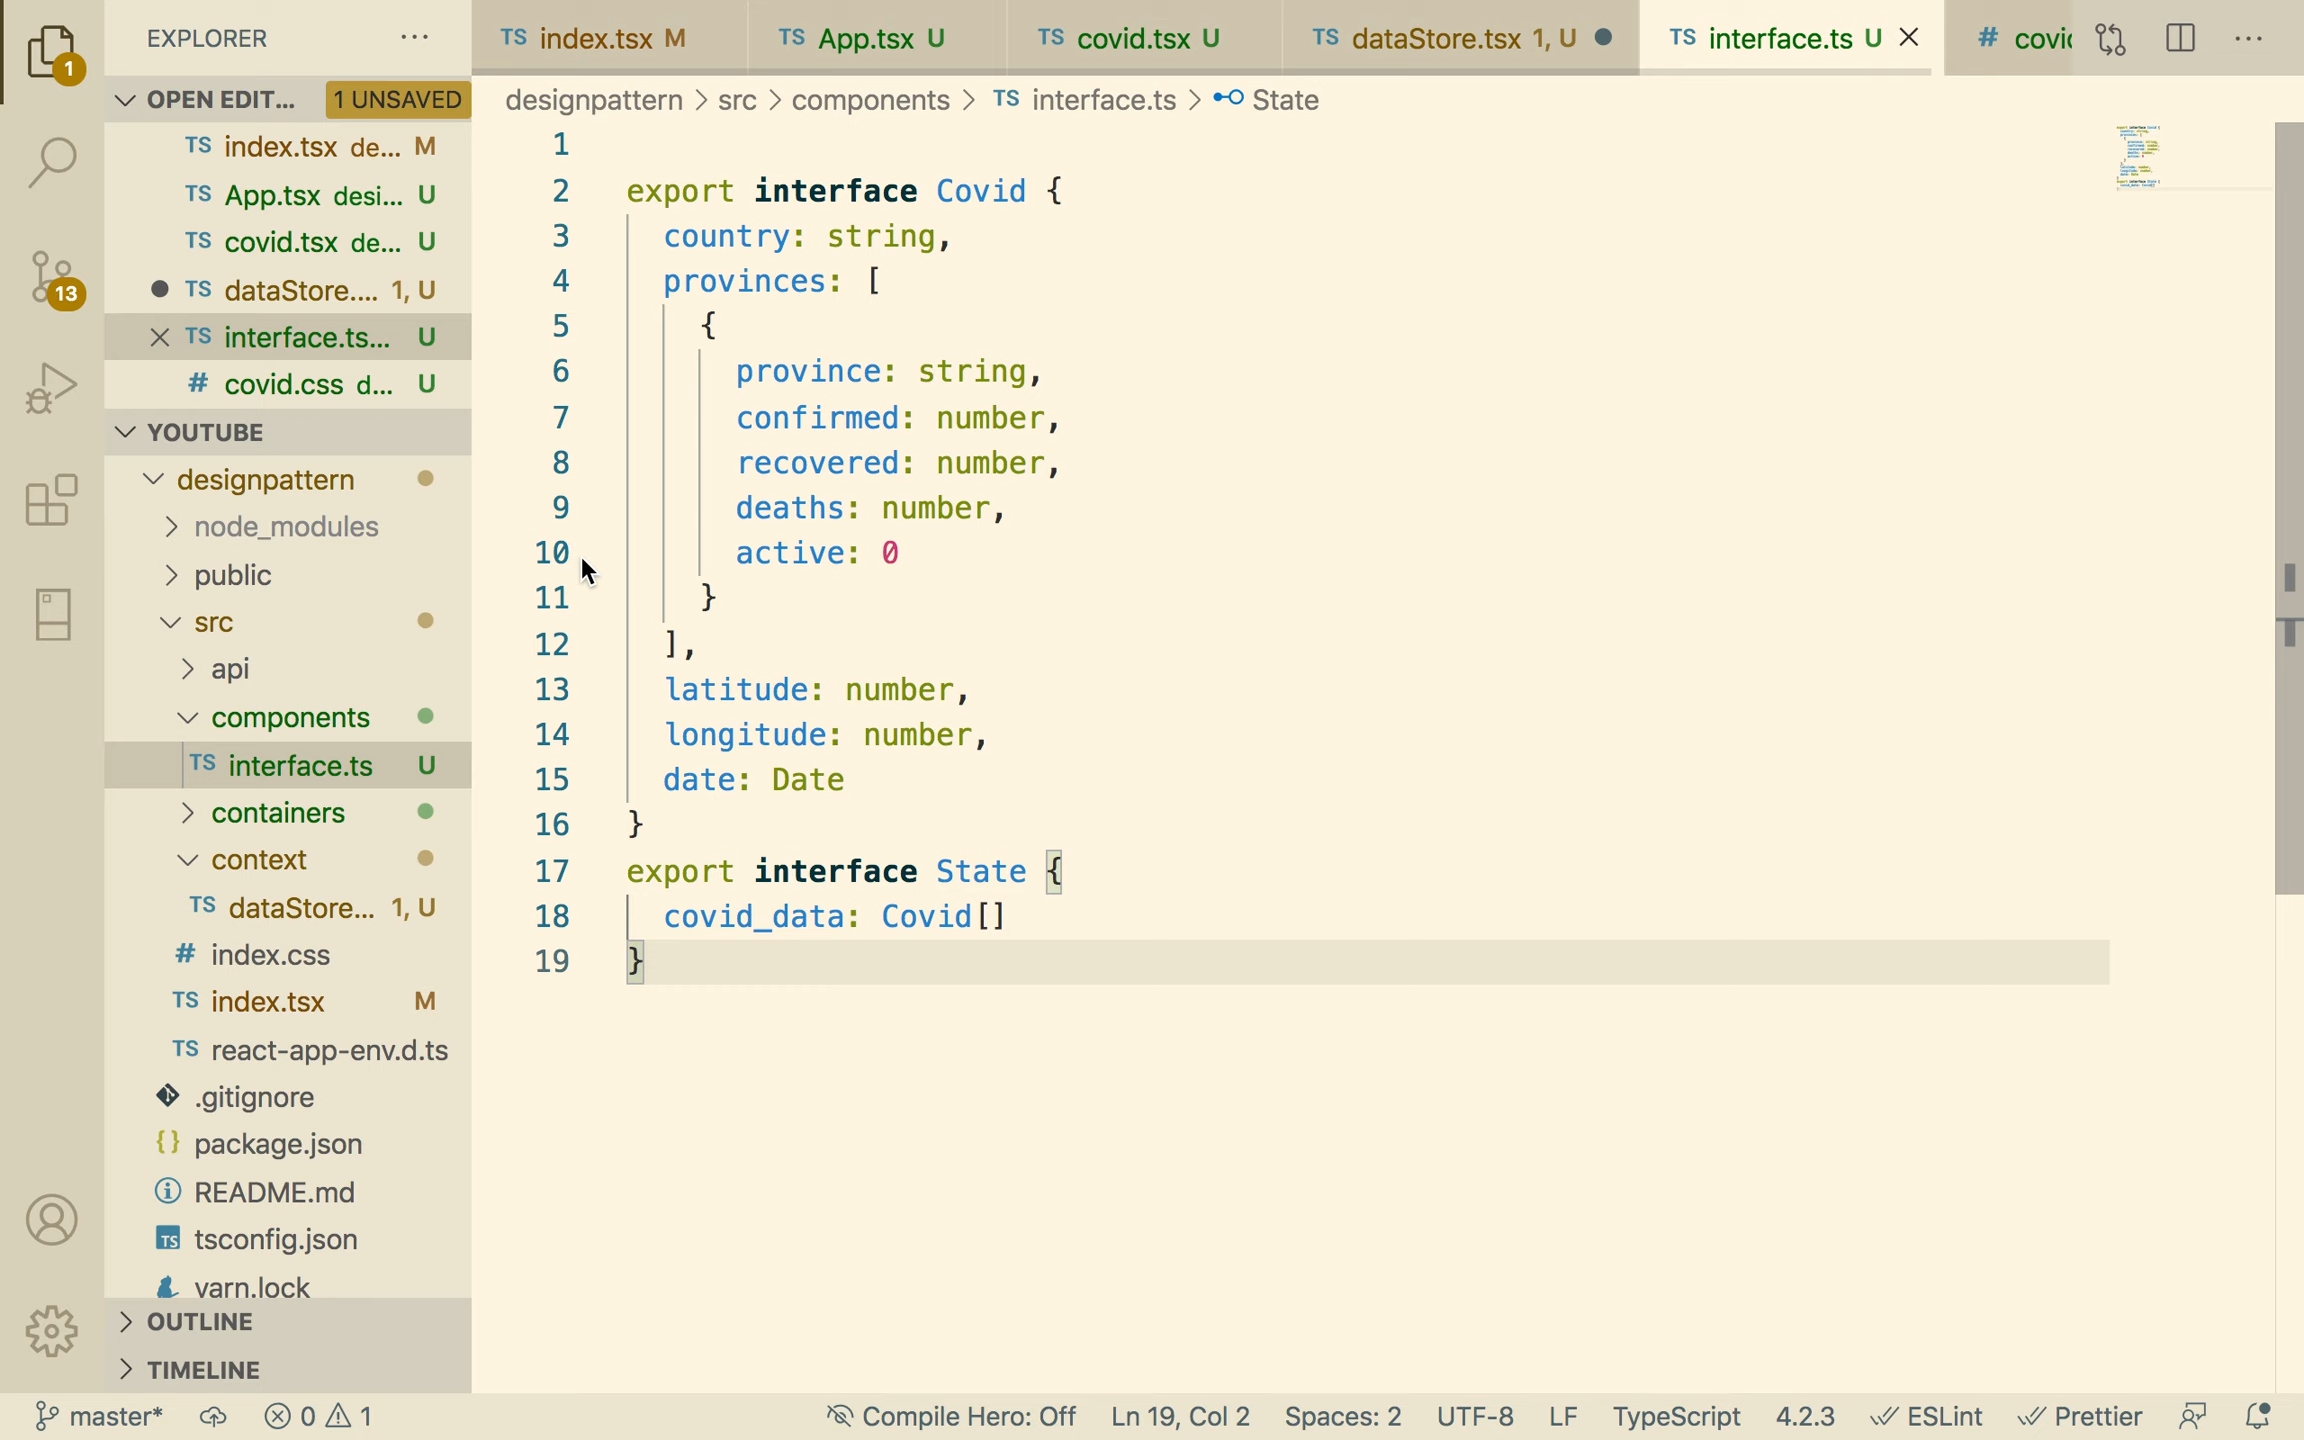 EXPLORER ...
TS index.tsx M
TS App.tsx U
TS covid.tsx U
TS dataStore.tsx 1, U
TS interface.ts U
# covid
OPEN EDIT... 1 UNSAVED
TS index.tsx de... M
TS App.tsx desi... U
TS covid.tsx de... U
TS dataStore.... 1, U
TS interface.ts... U
# covid.css d... U
YOUTUBE
designpattern
node_modules
public
src
api
components
TS interface.ts U
containers
context
TS dataStore... 1, U
# index.css
TS index.tsx M
TS react-app-env.d.ts
.gitignore
{} package.json
README.md
TS tsconfig.json
yarn.lock
OUTLINE
TIMELINE
1
13
designpattern > src > components > TS interface.ts > State
1
2 export interface Covid {
3 country: string,
4 provinces: [
5 {
6 province: string,
7 confirmed: number,
8 recovered: number,
9 deaths: number,
10 active: 0
11 }
12 ],
13 latitude: number,
14 longitude: number,
15 date: Date
16 }
17 export interface State {
18 covid_data: Covid[]
19 }
master* 0 1 Compile Hero: Off Ln 19, Col 2 Spaces: 2 UTF-8 LF TypeScript 4.2.3 ESLint Prettier